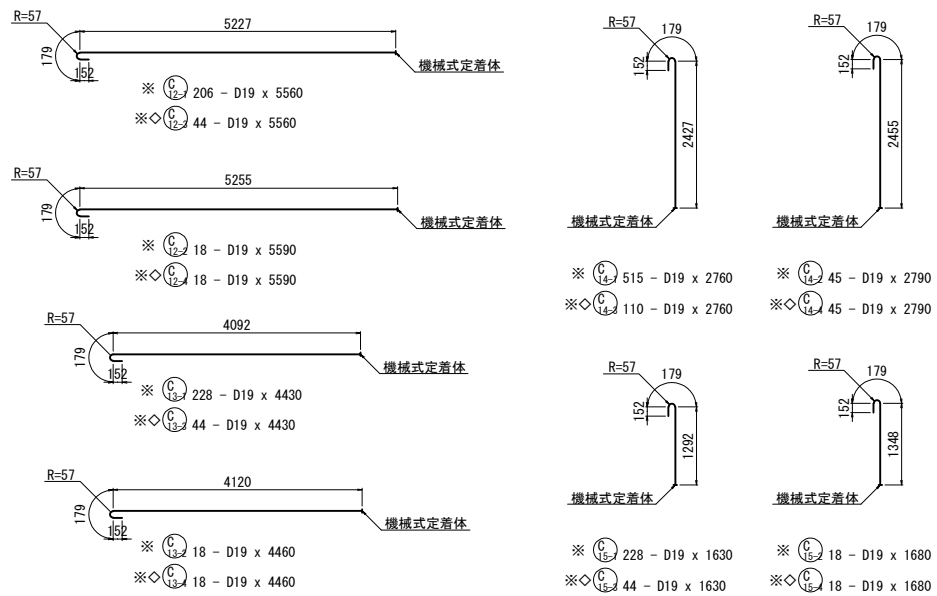 R=57
5227
179
152
機械式定着体
※ C 12-1 206 - D19 x 5560
※◇ C 12-3 44 - D19 x 5560
R=57
5255
179
152
機械式定着体
※ C 12-2 18 - D19 x 5590
※◇ C 12-4 18 - D19 x 5590
R=57
4092
179
152
機械式定着体
※ C 13-1 228 - D19 x 4430
※◇ C 13-3 44 - D19 x 4430
R=57
4120
179
152
機械式定着体
※ C 13-2 18 - D19 x 4460
※◇ C 13-4 18 - D19 x 4460
R=57
179
152
2427
機械式定着体
※ C 14-1 515 - D19 x 2760
※◇ C 14-3 110 - D19 x 2760
R=57
179
152
2455
機械式定着体
※ C 14-2 45 - D19 x 2790
※◇ C 14-4 45 - D19 x 2790
R=57
179
152
1292
機械式定着体
※ C 15-1 228 - D19 x 1630
※◇ C 15-3 44 - D19 x 1630
R=57
179
152
1348
機械式定着体
※ C 15-2 18 - D19 x 1680
※◇ C 15-4 18 - D19 x 1680